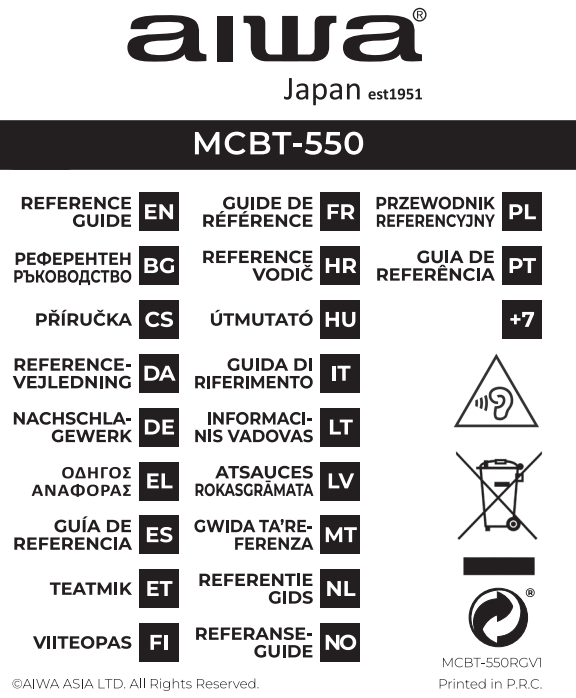 aiwa®
Japan est1951
MCBT-550
REFERENCE
GUIDE EN
РЕФЕРЕНТЕН
РЪКОВОДСТВО BG
PŘÍRUČKA CS
REFERENCE-
VEJLEDNING DA
NACHSCHLA-
GEWERK DE
ΟΔΗΓΟΣ
ΑΝΑΦΟΡΑΣ EL
GUÍA DE
REFERENCIA ES
TEATMIK ET
VIITEOPAS FI
GUIDE DE
RÉFÉRENCE FR
REFERENCE
VODIČ HR
ÚTMUTATÓ HU
GUIDA DI
RIFERIMENTO IT
INFORMACI-
NIS VADOVAS LT
ATSAUCES
ROKASGRĀMATA LV
GWIDA TA'RE-
FERENZA MT
REFERENTIE
GIDS NL
REFERANSE-
GUIDE NO
PRZEWODNIK
REFERENCYJNY PL
GUIA DE
REFERÊNCIA PT
+7
®
MCBT-550RGV1
©AIWA ASIA LTD. All Rights Reserved.
Printed in P.R.C.